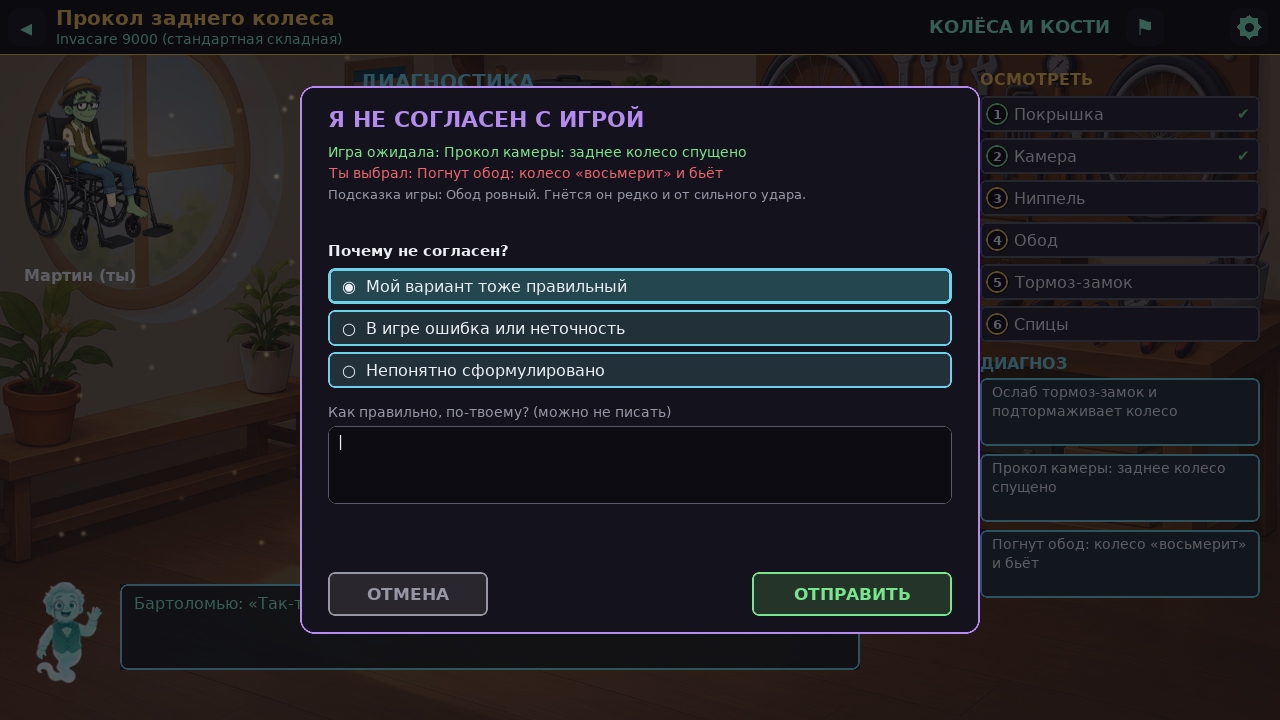 Прокол заднего колеса
Invacare 9000 (стандартная складная)
КОЛЁСА И КОСТИ
ДИАГНОСТИКА
Мартин (ты)
Я НЕ СОГЛАСЕН С ИГРОЙ
Игра ожидала: Прокол камеры: заднее колесо спущено
Ты выбрал: Погнут обод: колесо «восьмерит» и бьёт
Подсказка игры: Обод ровный. Гнётся он редко и от сильного удара.
Почему не согласен?
Мой вариант тоже правильный
В игре ошибка или неточность
Непонятно сформулировано
Как правильно, по-твоему? (можно не писать)
ОТМЕНА
ОТПРАВИТЬ
ОСМОТРЕТЬ
1 Покрышка ✔
2 Камера ✔
3 Ниппель
4 Обод
5 Тормоз-замок
6 Спицы
ДИАГНОЗ
Ослаб тормоз-замок и
подтормаживает колесо
Прокол камеры: заднее колесо
спущено
Погнут обод: колесо «восьмерит»
и бьёт
Бартоломью: «Так-т